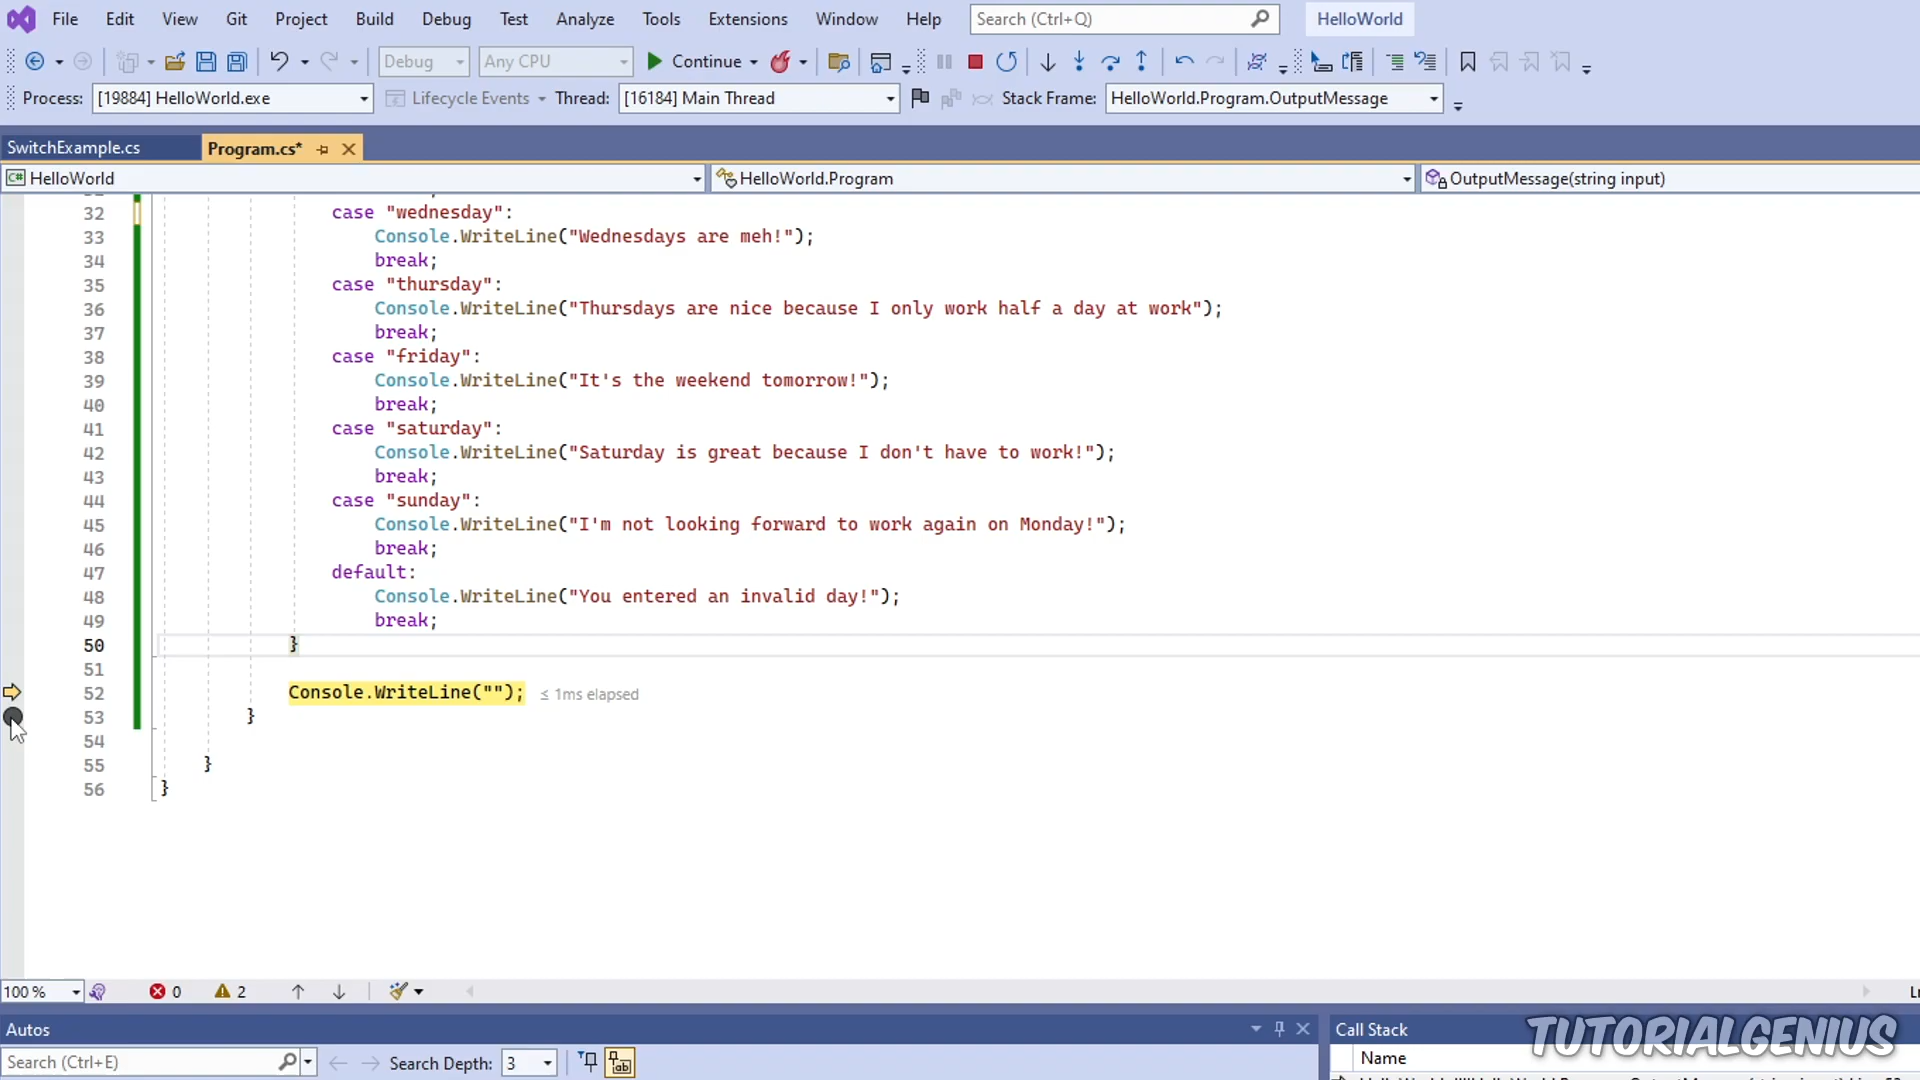 File Edit View Git Project Build Debug Test Analyze Tools Extensions Window Help Search (Ctrl+Q) HelloWorld
Debug Any CPU Continue
Process: [19884] HelloWorld.exe Lifecycle Events Thread: [16184] Main Thread Stack Frame: HelloWorld.Program.OutputMessage
SwitchExample.cs Program.cs*
C# HelloWorld HelloWorld.Program OutputMessage(string input)
32 case "wednesday":
33 Console.WriteLine("Wednesdays are meh!");
34 break;
35 case "thursday":
36 Console.WriteLine("Thursdays are nice because I only work half a day at work");
37 break;
38 case "friday":
39 Console.WriteLine("It's the weekend tomorrow!");
40 break;
41 case "saturday":
42 Console.WriteLine("Saturday is great because I don't have to work!");
43 break;
44 case "sunday":
45 Console.WriteLine("I'm not looking forward to work again on Monday!");
46 break;
47 default:
48 Console.WriteLine("You entered an invalid day!");
49 break;
50 }
51
52 Console.WriteLine(""); ≤ 1ms elapsed
53 }
54
55 }
56 }
100 % 0 2
Autos Call Stack
Search (Ctrl+E) Search Depth: 3 Name
TUTORIALGENIUS